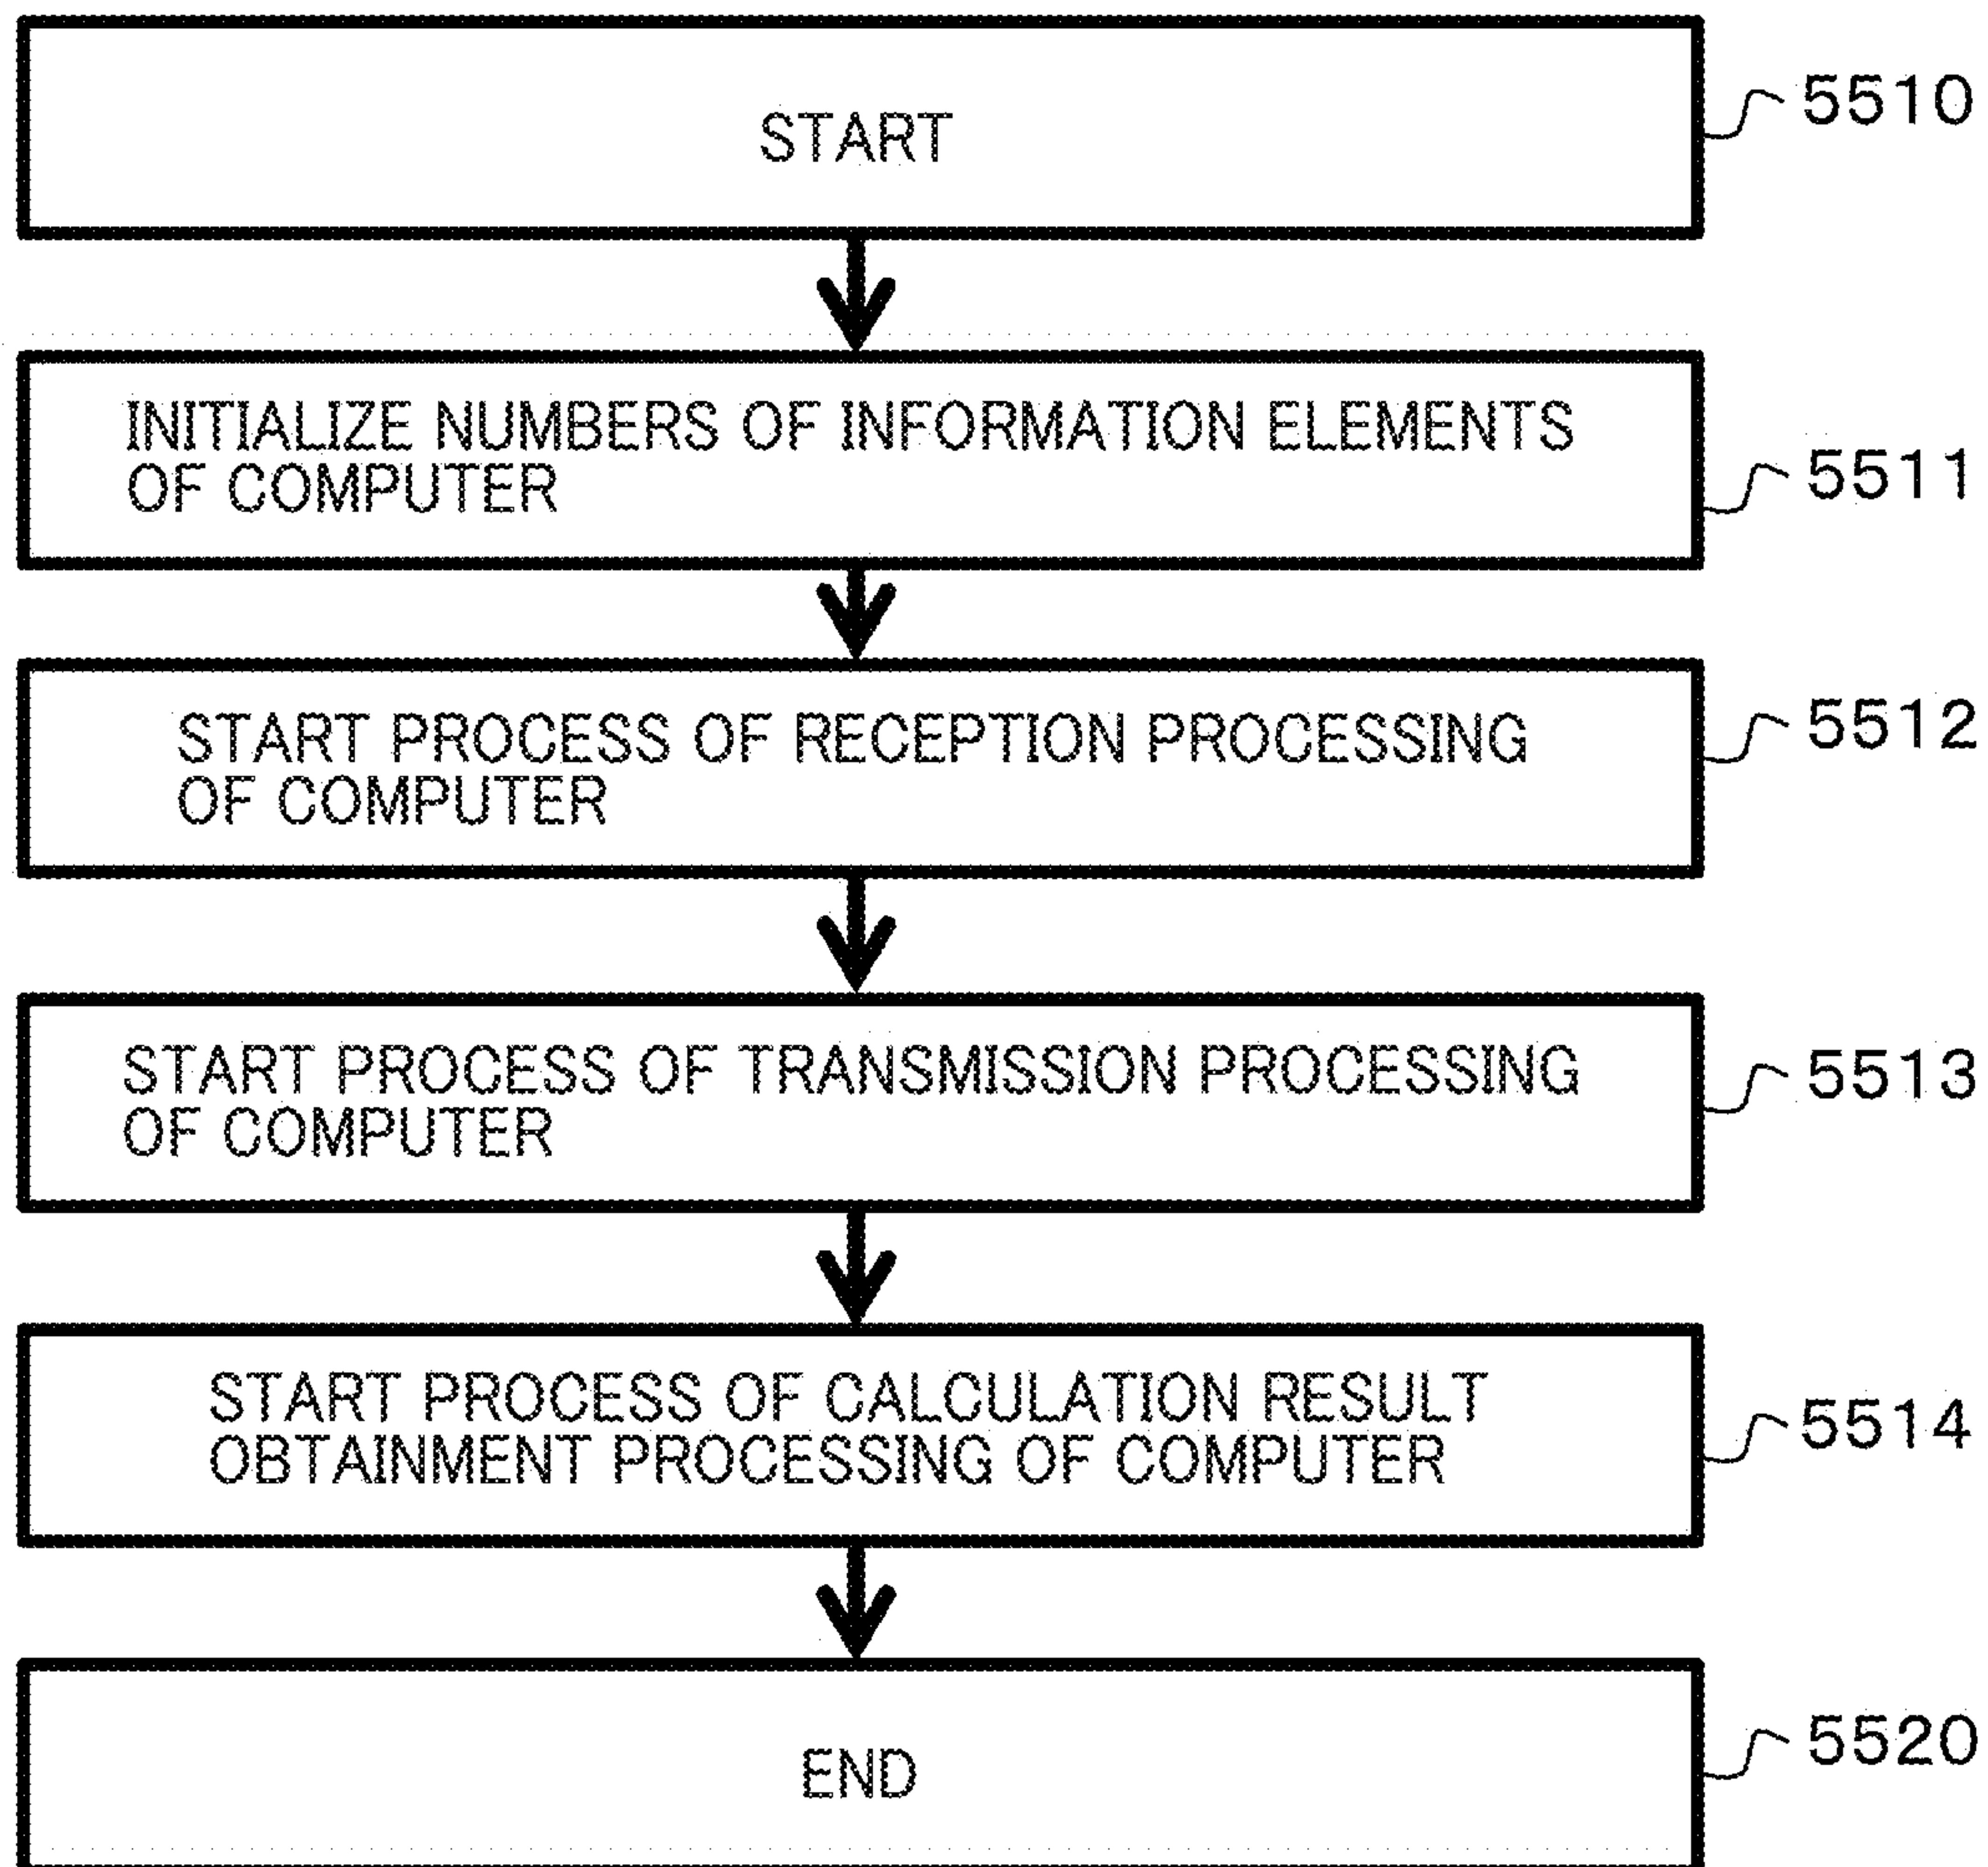 START
5510
INITIALIZE NUMBERS OF INFORMATION ELEMENTS
OF COMPUTER
5511
START PROCESS OF RECEPTION PROCESSING
OF COMPUTER
5512
START PROCESS OF TRANSMISSION PROCESSING
OF COMPUTER
5513
START PROCESS OF CALCULATION RESULT
OBTAINMENT PROCESSING OF COMPUTER
5514
END
5520